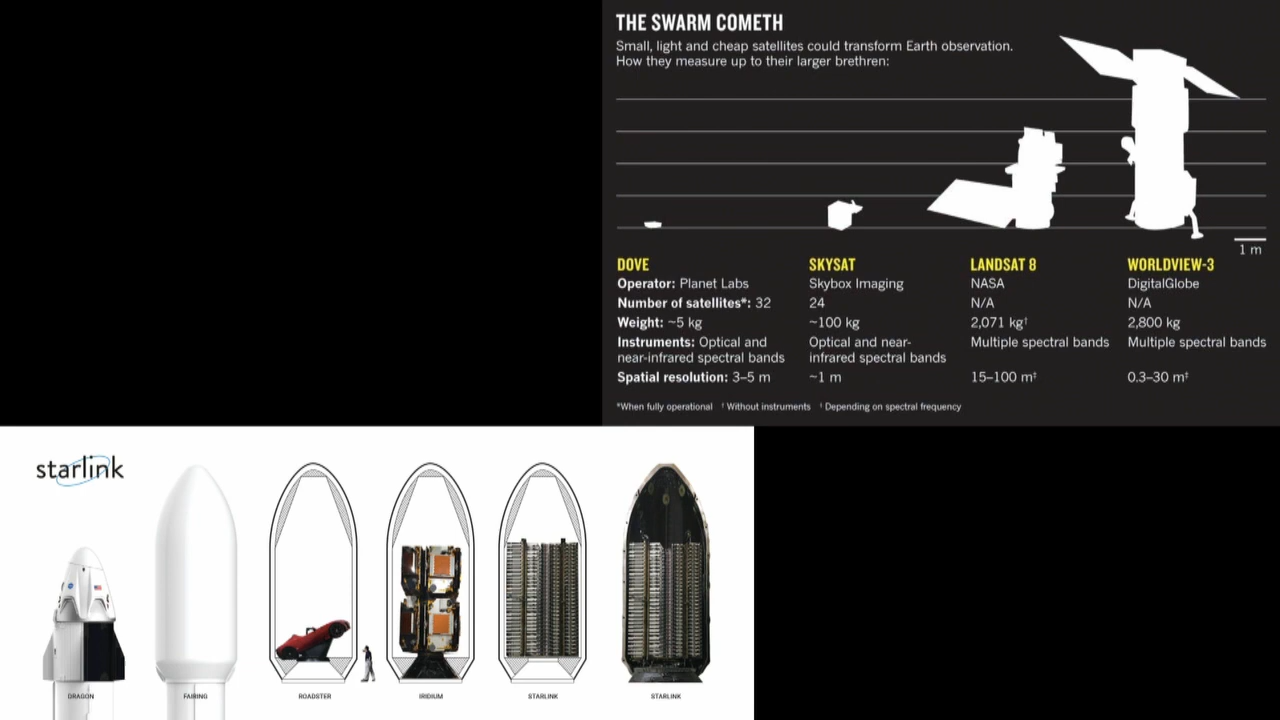 THE SWARM COMETH
Small, light and cheap satellites could transform Earth observation.
How they measure up to their larger brethren:
1 m
DOVE SKYSAT LANDSAT 8 WORLDVIEW-3
Operator: Planet Labs Skybox Imaging NASA DigitalGlobe
Number of satellites*: 32 24 N/A N/A
Weight: ~5 kg ~100 kg 2,071 kg† 2,800 kg
Instruments: Optical and Optical and near- Multiple spectral bands Multiple spectral bands
near-infrared spectral bands infrared spectral bands
Spatial resolution: 3–5 m ~1 m 15–100 m‡ 0.3–30 m‡
*When fully operational † Without instruments ‡ Depending on spectral frequency
starlink
DRAGON FAIRING ROADSTER IRIDIUM STARLINK STARLINK